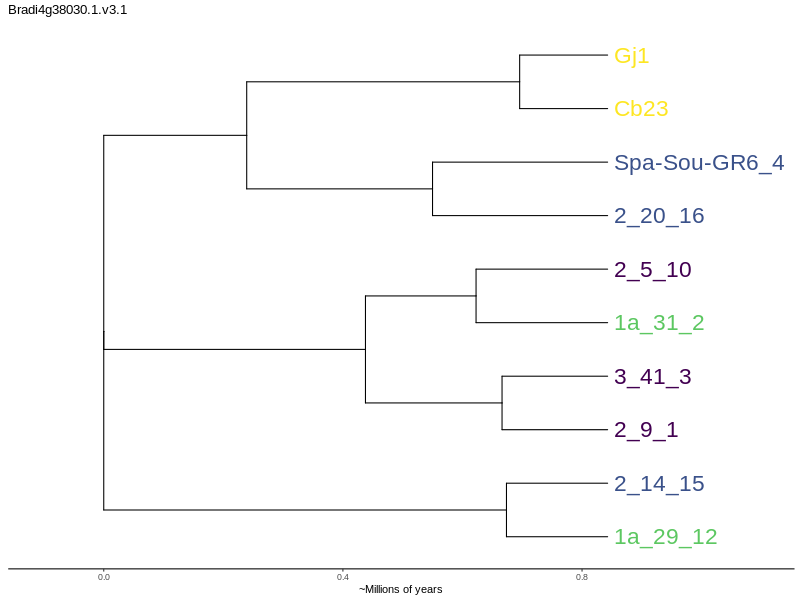 Bradi4g38030.1.v3.1
Gj1
Cb23
Spa-Sou-GR6_4
2_20_16
2_5_10
1a_31_2
3_41_3
2_9_1
2_14_15
1a_29_12
0.0 0.4 0.8
~Millions of years